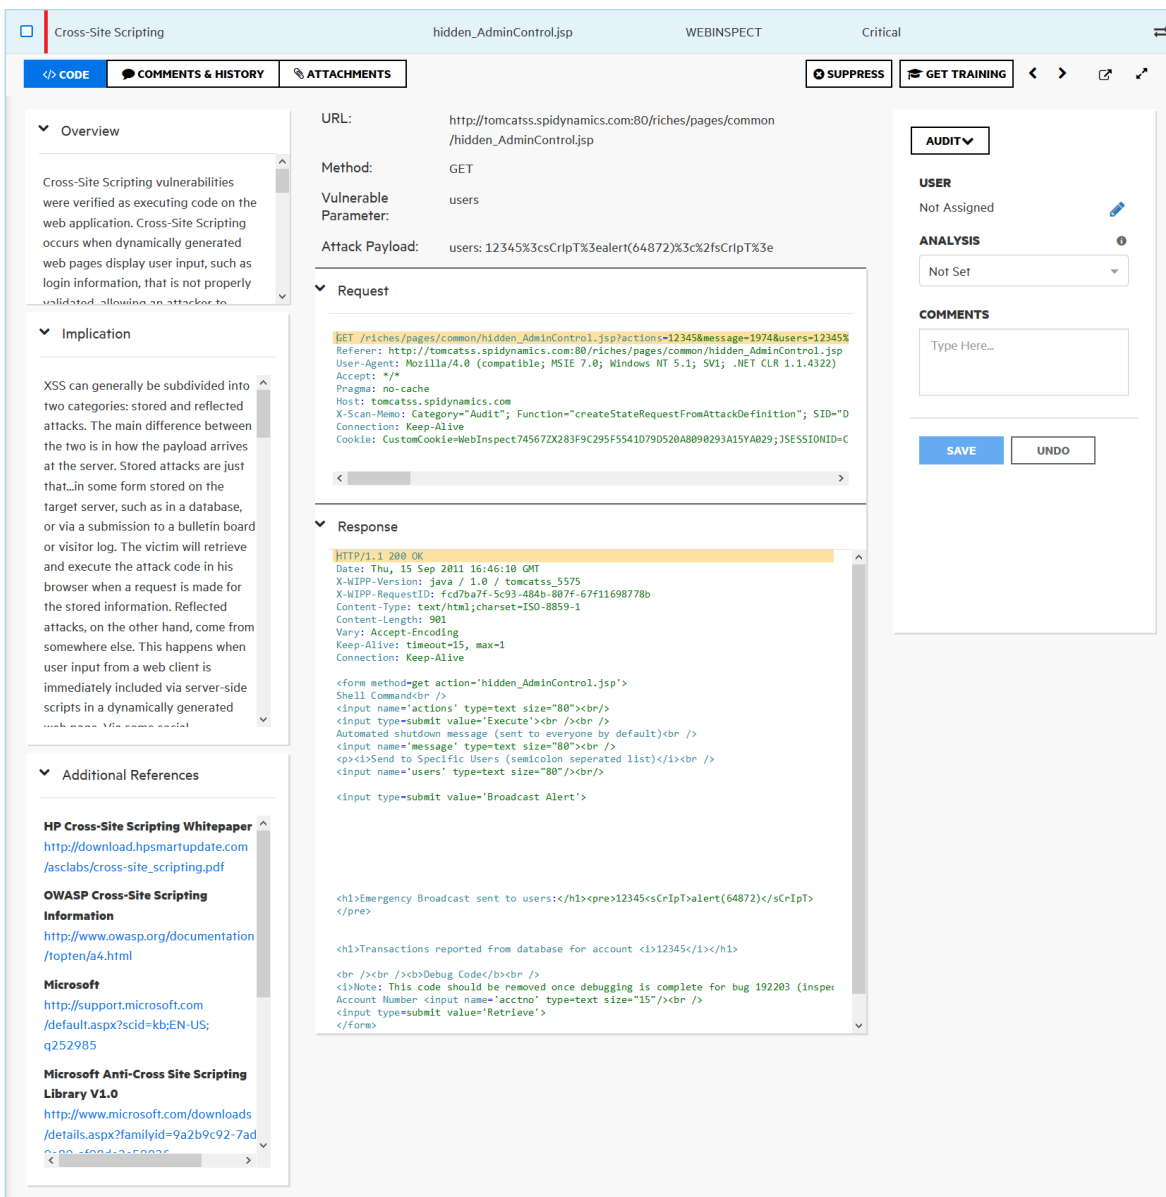 Cross-Site Scripting hidden_AdminControl.jsp WEBINSPECT Critical
</> CODE COMMENTS & HISTORY ATTACHMENTS SUPPRESS GET TRAINING
Overview
Cross-Site Scripting vulnerabilities
were verified as executing code on the
web application. Cross-Site Scripting
occurs when dynamically generated
web pages display user input, such as
login information, that is not properly
validated, allowing an attacker to
Implication
XSS can generally be subdivided into
two categories: stored and reflected
attacks. The main difference between
the two is in how the payload arrives
at the server. Stored attacks are just
that...in some form stored on the
target server, such as in a database,
or via a submission to a bulletin board
or visitor log. The victim will retrieve
and execute the attack code in his
browser when a request is made for
the stored information. Reflected
attacks, on the other hand, come from
somewhere else. This happens when
user input from a web client is
immediately included via server-side
scripts in a dynamically generated
web page. Via some social
Additional References
HP Cross-Site Scripting Whitepaper
http://download.hpsmartupdate.com
/asclabs/cross-site_scripting.pdf
OWASP Cross-Site Scripting
Information
http://www.owasp.org/documentation
/topten/a4.html
Microsoft
http://support.microsoft.com
/default.aspx?scid=kb;EN-US;
q252985
Microsoft Anti-Cross Site Scripting
Library V1.0
http://www.microsoft.com/downloads
/details.aspx?familyid=9a2b9c92-7ad
URL: http://tomcatss.spidynamics.com:80/riches/pages/common
/hidden_AdminControl.jsp
Method: GET
Vulnerable
Parameter: users
Attack Payload: users: 12345%3csCrIpT%3ealert(64872)%3c%2fsCrIpT%3e
Request
GET /riches/pages/common/hidden_AdminControl.jsp?actions=12345&message=1974&users=12345%
Referer: http://tomcatss.spidynamics.com:80/riches/pages/common/hidden_AdminControl.jsp
User-Agent: Mozilla/4.0 (compatible; MSIE 7.0; Windows NT 5.1; SV1; .NET CLR 1.1.4322)
Accept: */*
Pragma: no-cache
Host: tomcatss.spidynamics.com
X-Scan-Memo: Category="Audit"; Function="createStateRequestFromAttackDefinition"; SID="D
Connection: Keep-Alive
Cookie: CustomCookie=WebInspect74567ZX283F9C295F5541D79D520A8090293A15YA029;JSESSIONID=C
Response
HTTP/1.1 200 OK
Date: Thu, 15 Sep 2011 16:46:10 GMT
X-WIPP-Version: java / 1.0 / tomcatss_5575
X-WIPP-RequestID: fcd7ba7f-5c93-484b-807f-67f11698778b
Content-Type: text/html;charset=ISO-8859-1
Content-Length: 901
Vary: Accept-Encoding
Keep-Alive: timeout=15, max=1
Connection: Keep-Alive
<form method=get action='hidden_AdminControl.jsp'>
Shell Command<br />
<input name='actions' type=text size="80"><br/>
<input type=submit value='Execute'><br /><br />
Automated shutdown message (sent to everyone by default)<br />
<input name='message' type=text size="80"><br />
<p><i>Send to Specific Users (semicolon seperated list)</i><br />
<input name='users' type=text size="80"/><br/>
<input type=submit value='Broadcast Alert'>
<h1>Emergency Broadcast sent to users:</h1><pre>12345<sCrIpT>alert(64872)</sCrIpT>
</pre>
<h1>Transactions reported from database for account <i>12345</i></h1>
<br /><br /><b>Debug Code</b><br />
<i>Note: This code should be removed once debugging is complete for bug 192203 (inspec
Account Number <input name='acctno' type=text size="15"/><br />
<input type=submit value='Retrieve'>
</form>
AUDIT
USER
Not Assigned
ANALYSIS
Not Set
COMMENTS
Type Here...
SAVE UNDO